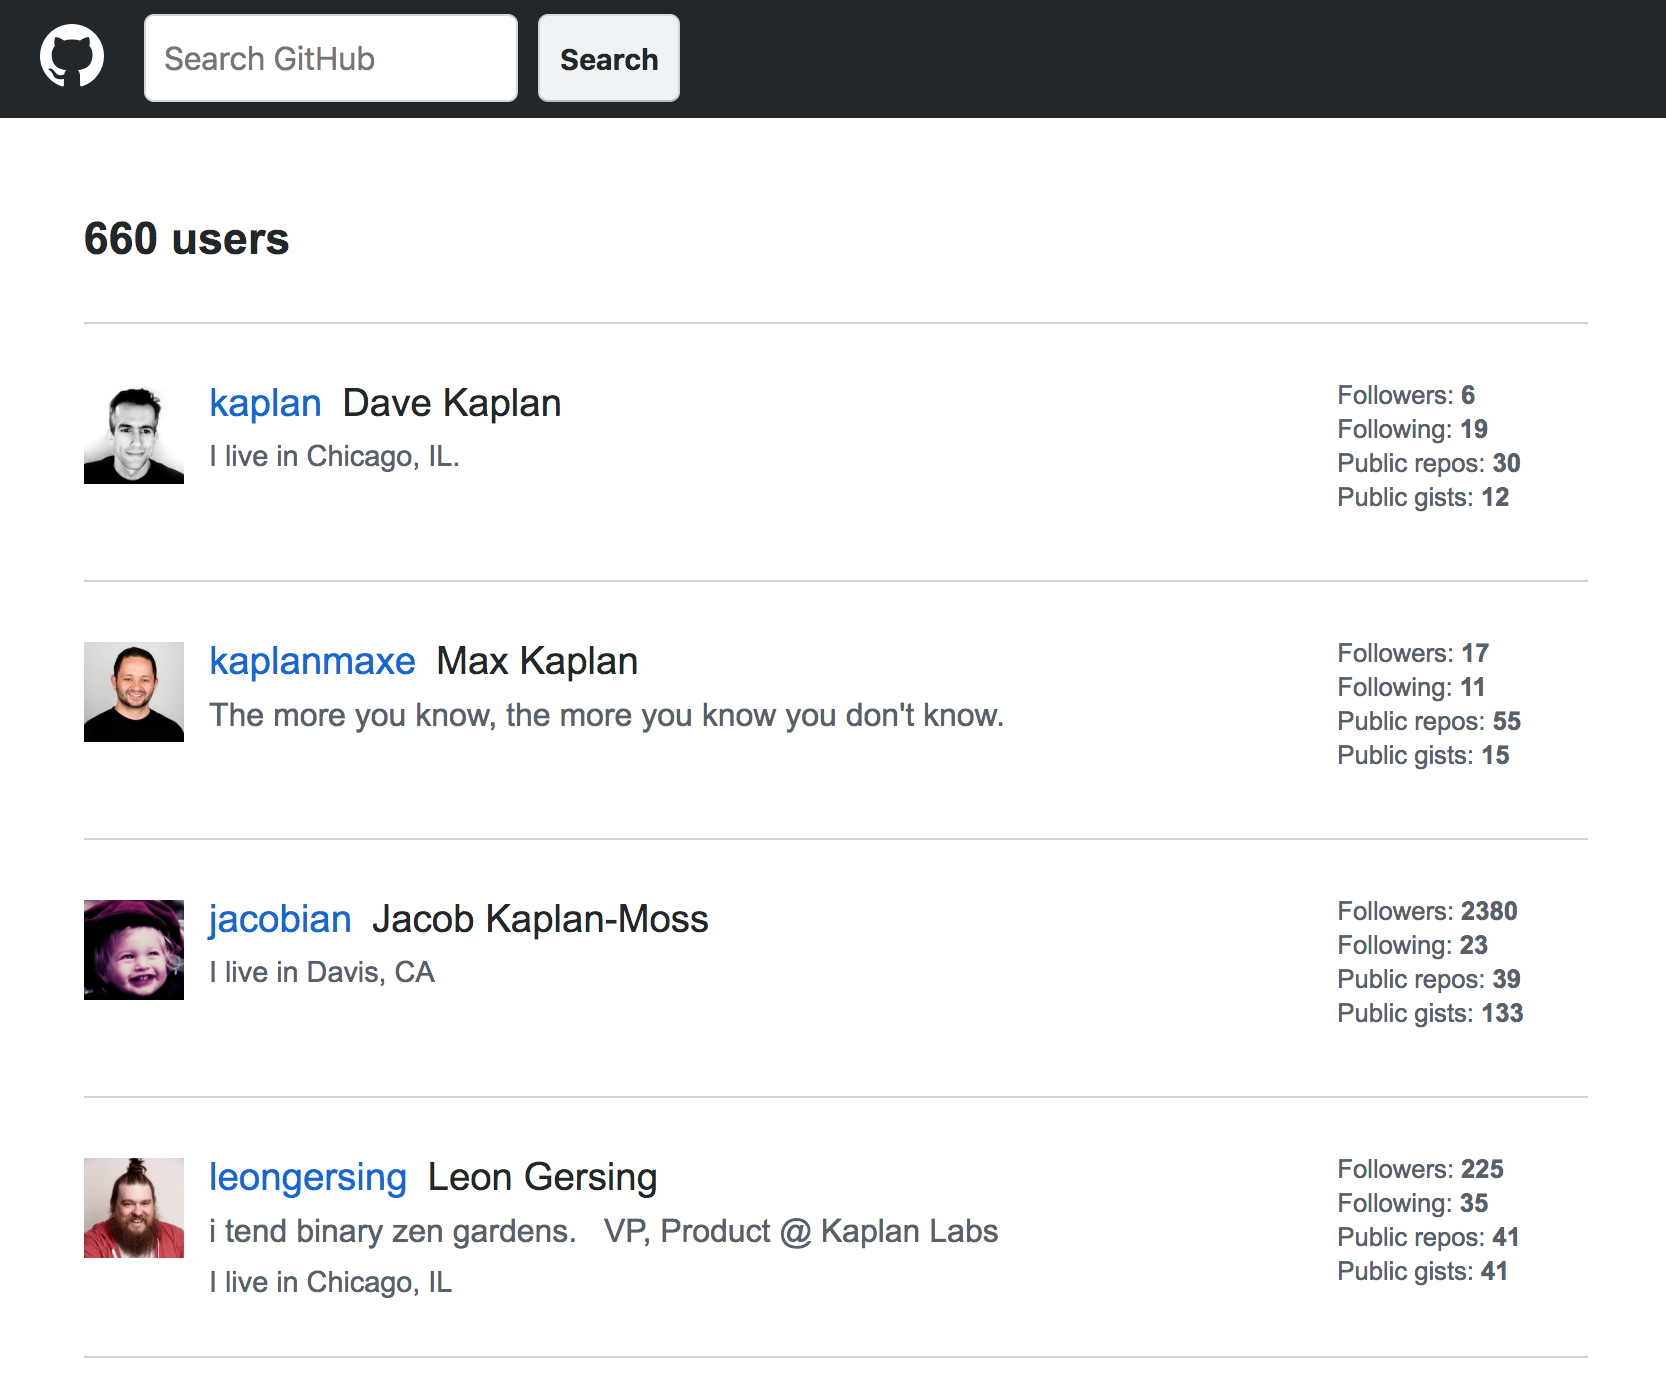 Search GitHub
Search
660 users
kaplan Dave Kaplan
I live in Chicago, IL.
Followers: 6
Following: 19
Public repos: 30
Public gists: 12
kaplanmaxe Max Kaplan
The more you know, the more you know you don't know.
Followers: 17
Following: 11
Public repos: 55
Public gists: 15
jacobian Jacob Kaplan-Moss
I live in Davis, CA
Followers: 2380
Following: 23
Public repos: 39
Public gists: 133
leongersing Leon Gersing
i tend binary zen gardens. VP, Product @ Kaplan Labs
I live in Chicago, IL
Followers: 225
Following: 35
Public repos: 41
Public gists: 41